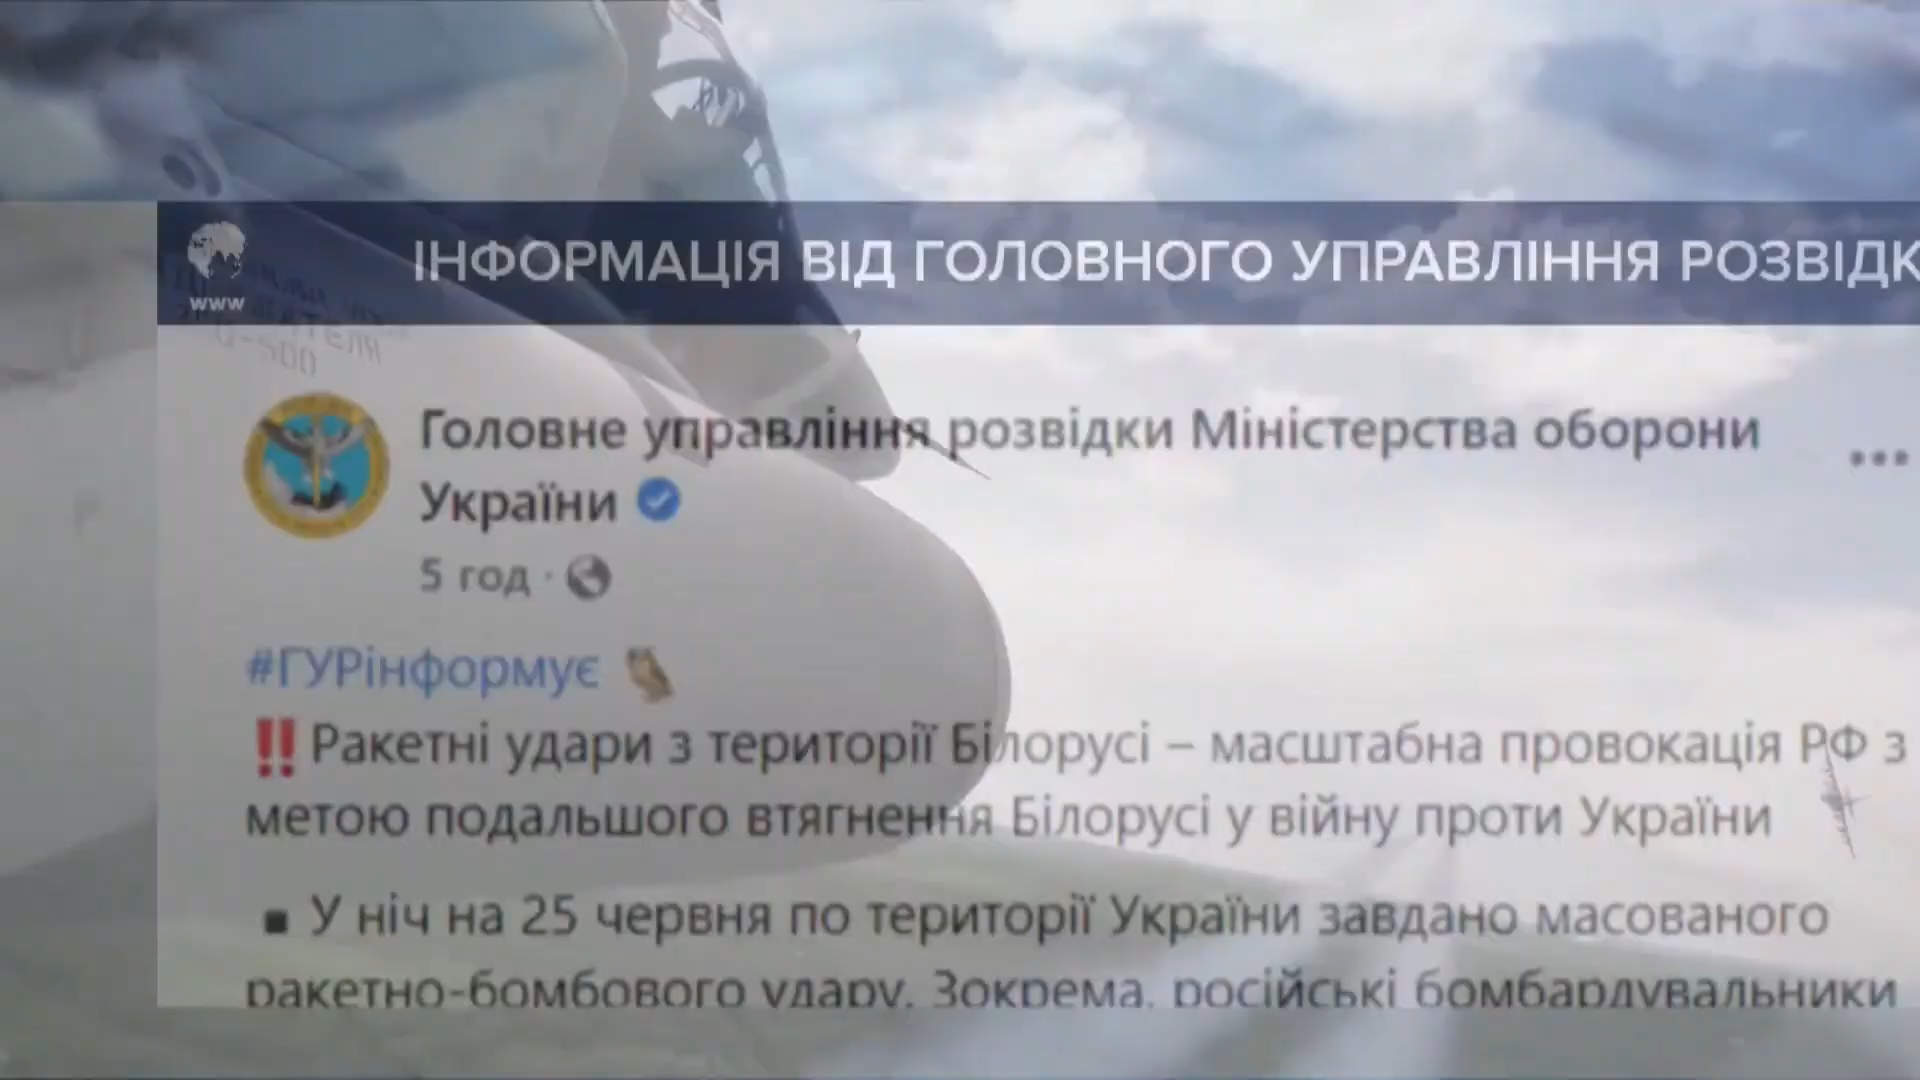 ІНФОРМАЦІЯ ВІД ГОЛОВНОГО УПРАВЛІННЯ РОЗВІДК
www
Головне управління розвідки Міністерства оборони
України
5 год ·
#ГУРінформує
‼Ракетні удари з території Білорусі – масштабна провокація РФ з
метою подальшого втягнення Білорусі у війну проти України
▪ У ніч на 25 червня по території України завдано масованого
ракетно-бомбового удару. Зокрема, російські бомбардувальники